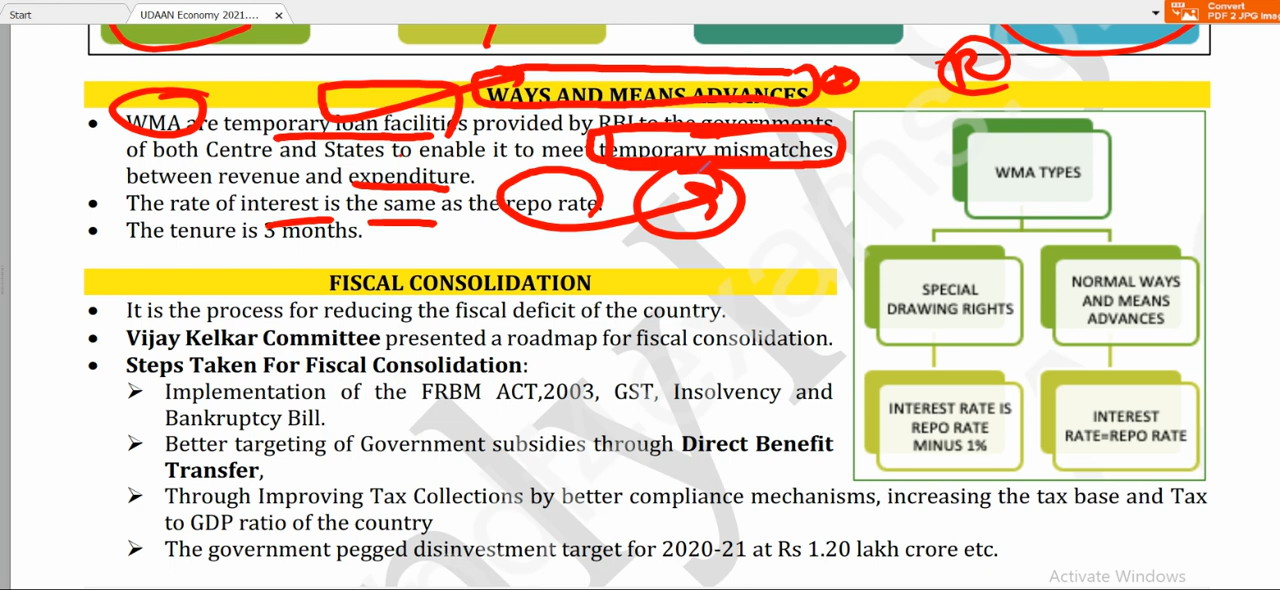 Start
UDAAN Economy 2021....
Convert
PDF 2 JPG Imag
R
WAYS AND MEANS ADVANCES
• WMA are temporary loan facilities provided by RBI to the governments
of both Centre and States to enable it to meet temporary mismatches
between revenue and expenditure.
• The rate of interest is the same as the repo rate.
• The tenure is 3 months.
WMA TYPES
SPECIAL
DRAWING RIGHTS
NORMAL WAYS
AND MEANS
ADVANCES
INTEREST RATE IS
REPO RATE
MINUS 1%
INTEREST
RATE=REPO RATE
FISCAL CONSOLIDATION
• It is the process for reducing the fiscal deficit of the country.
• Vijay Kelkar Committee presented a roadmap for fiscal consolidation.
• Steps Taken For Fiscal Consolidation:
➢ Implementation of the FRBM ACT,2003, GST, Insolvency and
Bankruptcy Bill.
➢ Better targeting of Government subsidies through Direct Benefit
Transfer,
➢ Through Improving Tax Collections by better compliance mechanisms, increasing the tax base and Tax
to GDP ratio of the country
➢ The government pegged disinvestment target for 2020-21 at Rs 1.20 lakh crore etc.
Activate Windows